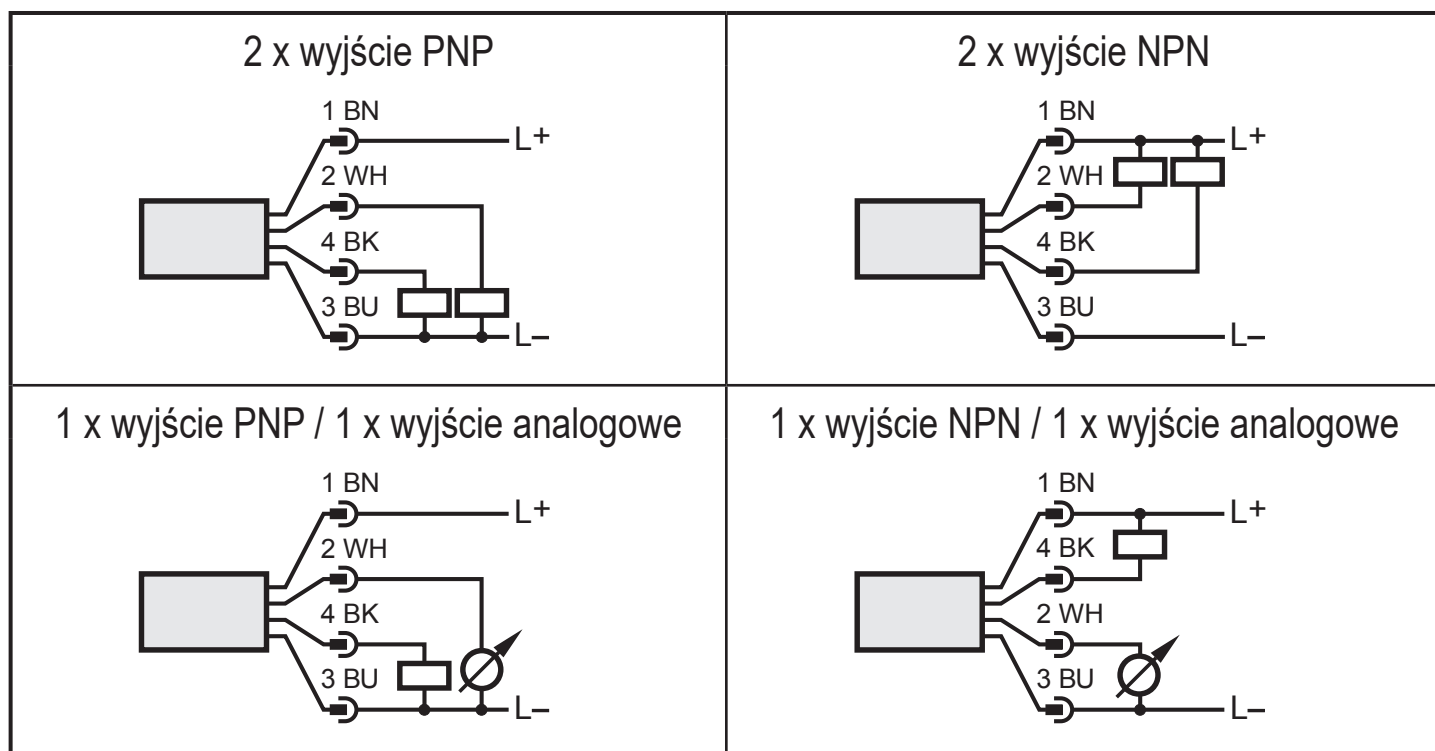 2 x wyjście PNP
1 BN
L+
2 WH
4 BK
3 BU
L–
2 x wyjście NPN
1 BN
L+
2 WH
4 BK
3 BU
L–
1 x wyjście PNP / 1 x wyjście analogowe
1 BN
L+
2 WH
4 BK
3 BU
L–
1 x wyjście NPN / 1 x wyjście analogowe
1 BN
L+
4 BK
2 WH
3 BU
L–